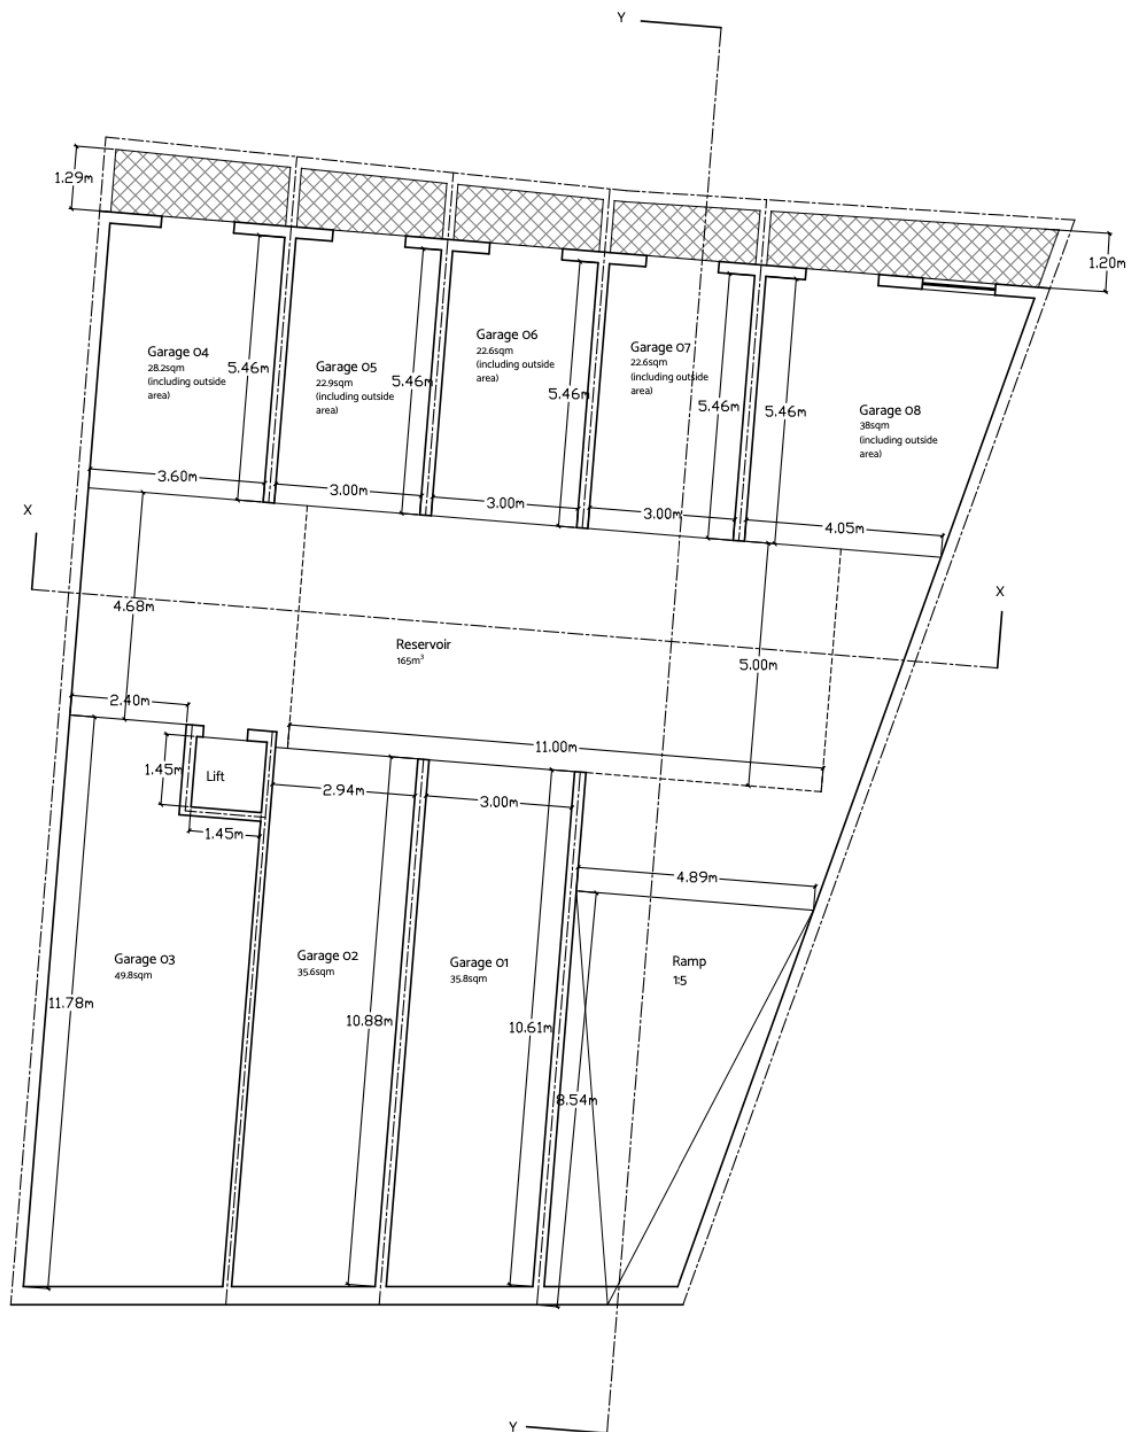 Y
1.29m
1.20m
Garage 04
28.2sqm
(including outside
area)
5.46m
Garage 05
22.9sqm
(including outside
area)
5.46m
Garage 06
22.6sqm
(including outside
area)
5.46m
Garage 07
22.6sqm
(including outside
area)
5.46m
5.46m
Garage 08
38sqm
(including outside
area)
3.60m
3.00m
3.00m
3.00m
4.05m
X
X
4.68m
Reservoir
165m³
5.00m
2.40m
11.00m
1.45m
Lift
1.45m
2.94m
3.00m
4.89m
Garage 03
49.8sqm
Garage 02
35.6sqm
Garage 01
35.8sqm
Ramp
1:5
11.78m
10.88m
10.61m
8.54m
Y